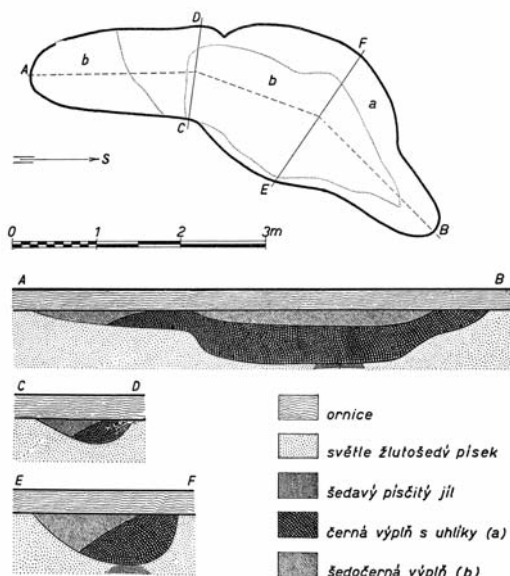 D
F
A
b
b
a
C
S
E
B
0
1
2
3m
A
B
C
D
E
F
ornice
světle žlutošedý písek
šedavý písčitý jíl
černá výplň s uhlíky (a)
šedočerná výplň (b)